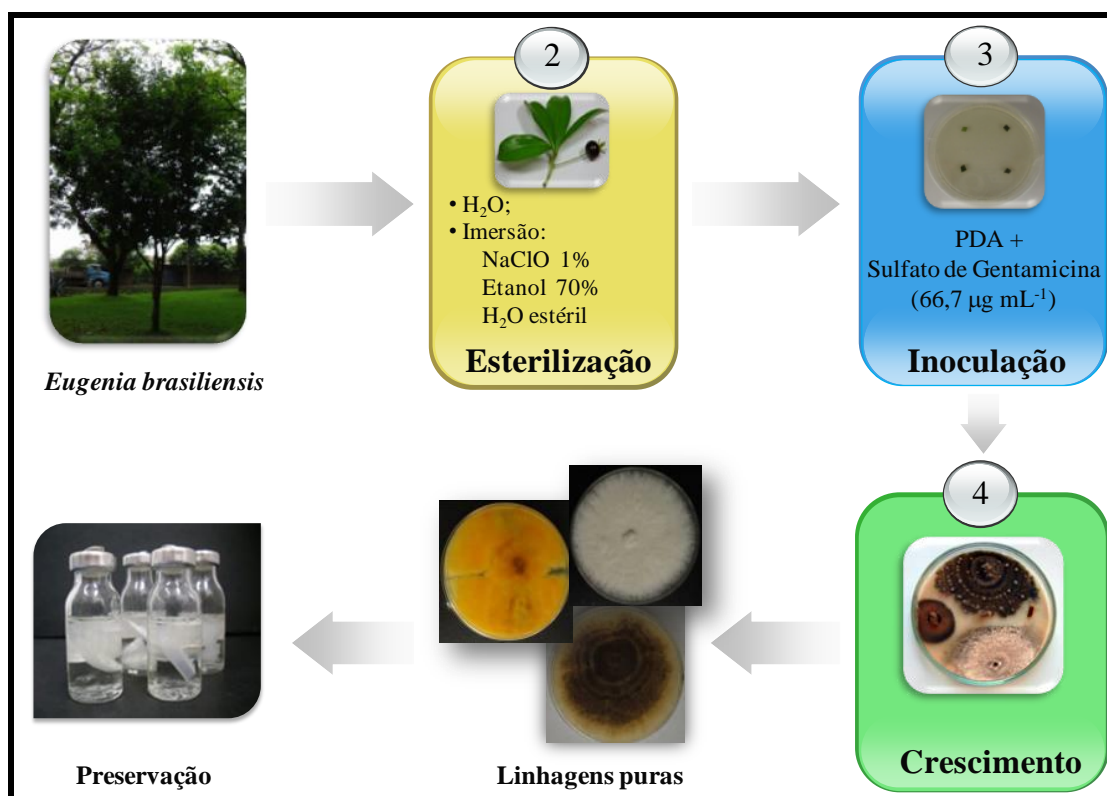 2
3
• H₂O;
• Imersão:
NaClO 1%
Etanol 70%
H₂O estéril
Esterilização
PDA +
Sulfato de Gentamicina
(66,7 µg mL⁻¹)
Inoculação
Eugenia brasiliensis
4
Preservação
Linhagens puras
Crescimento